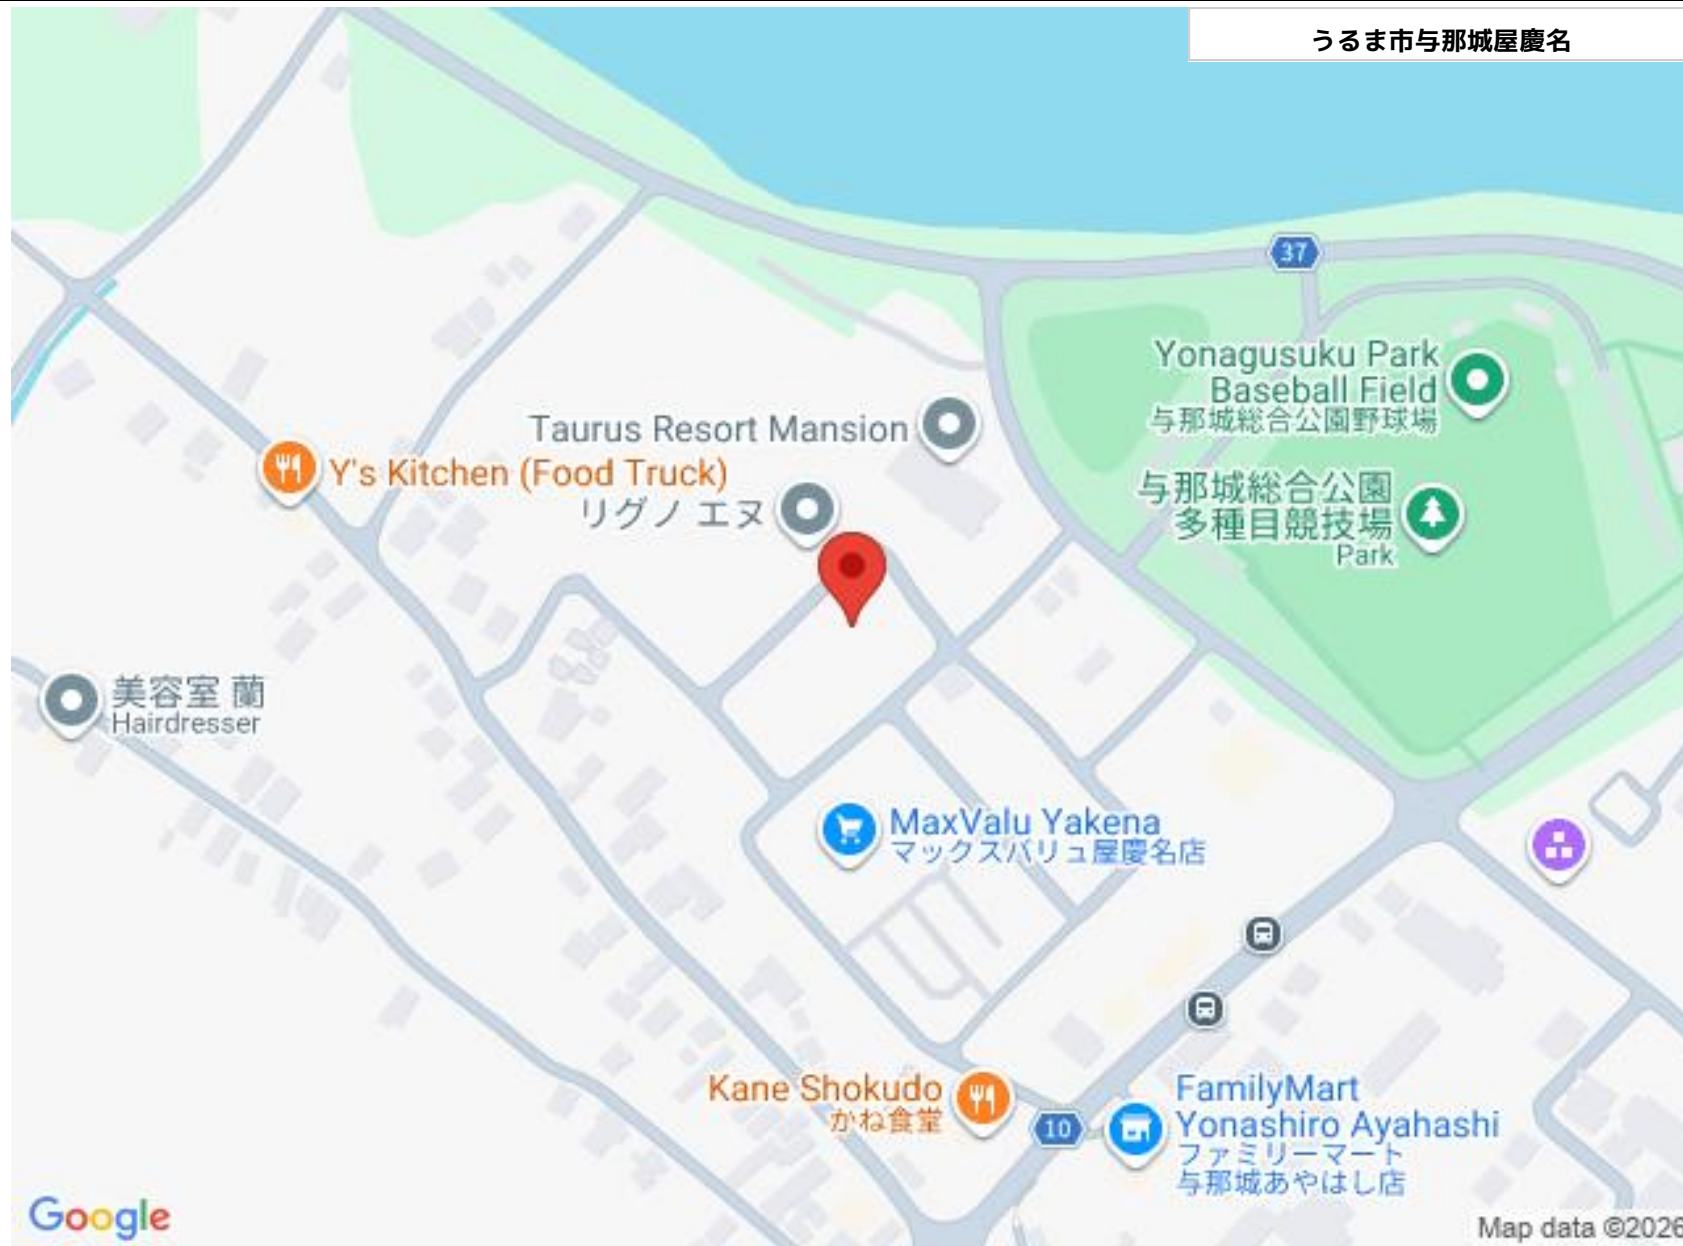 うるま市与那城屋慶名
37
Yonagusuku Park
Baseball Field
与那城総合公園野球場
Taurus Resort Mansion
Y's Kitchen (Food Truck)
リグノ エヌ
与那城総合公園
多種目競技場
Park
美容室 蘭
Hairdresser
MaxValu Yakena
マックスバリュ屋慶名店
Kane Shokudo
かね食堂
10
FamilyMart
Yonashiro Ayahashi
ファミリーマート
与那城あやはし店
Google
Map data ©2026